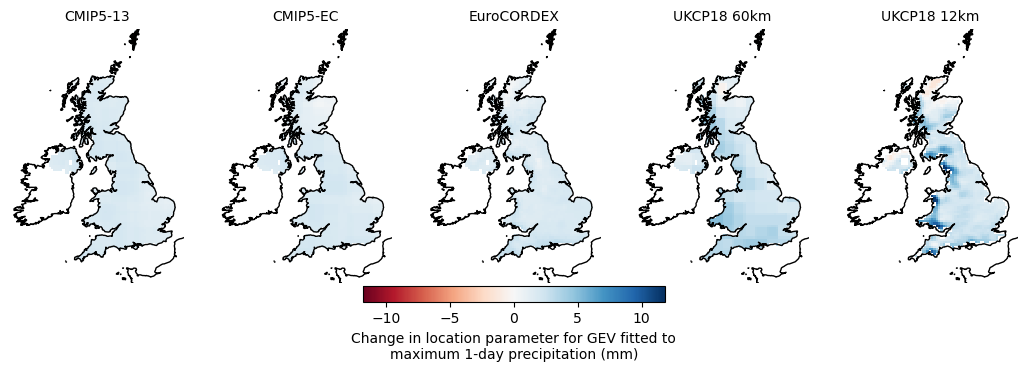 CMIP5-13 CMIP5-EC EuroCORDEX UKCP18 60km UKCP18 12km
−10 −5 0 5 10
Change in location parameter for GEV fitted to
maximum 1-day precipitation (mm)